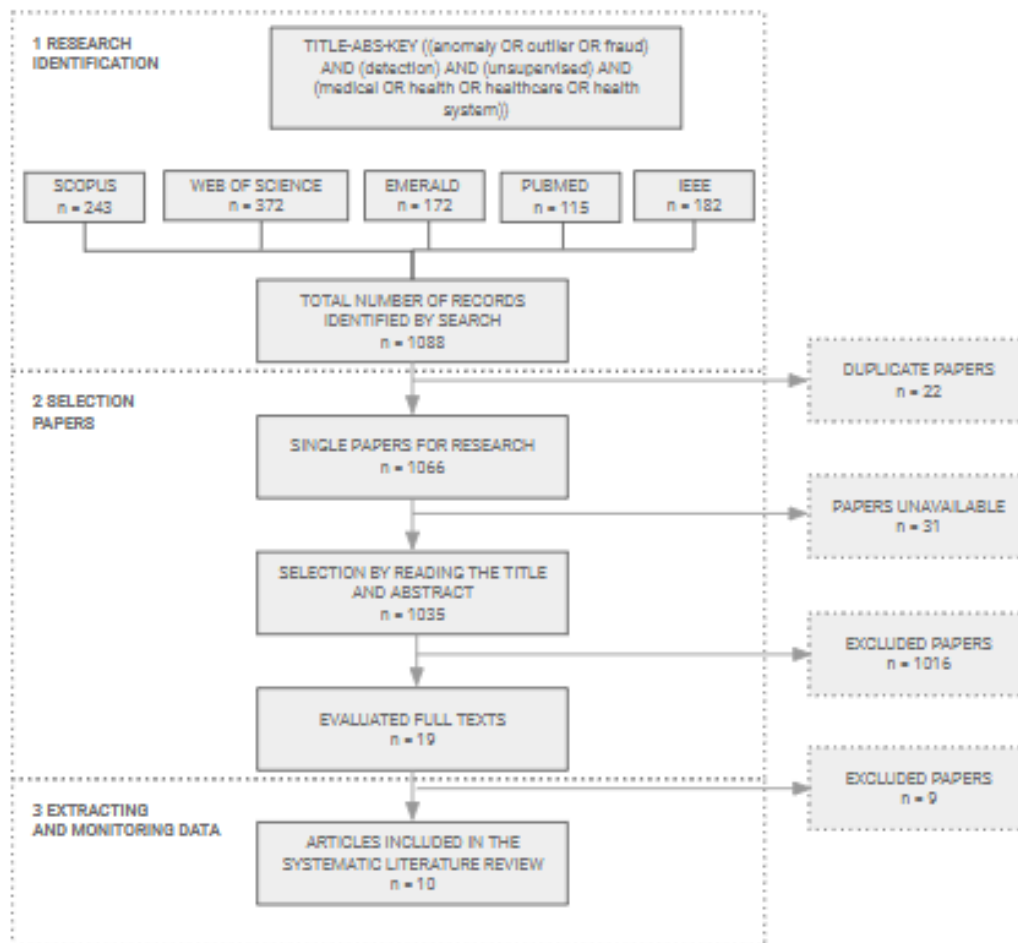 1 RESEARCH
IDENTIFICATION
TITLE-ABS-KEY ((anomaly OR outlier OR fraud)
AND (detection) AND (unsupervised) AND
(medical OR health OR healthcare OR health
system))
SCOPUS
n = 243
WEB OF SCIENCE
n = 372
EMERALD
n = 172
PUBMED
n = 115
IEEE
n = 182
TOTAL NUMBER OF RECORDS
IDENTIFIED BY SEARCH
n = 1088
DUPLICATE PAPERS
n = 22
2 SELECTION
PAPERS
SINGLE PAPERS FOR RESEARCH
n = 1066
PAPERS UNAVAILABLE
n = 31
SELECTION BY READING THE TITLE
AND ABSTRACT
n = 1035
EXCLUDED PAPERS
n = 1016
EVALUATED FULL TEXTS
n = 19
EXCLUDED PAPERS
n = 9
3 EXTRACTING
AND MONITORING DATA
ARTICLES INCLUDED IN THE
SYSTEMATIC LITERATURE REVIEW
n = 10